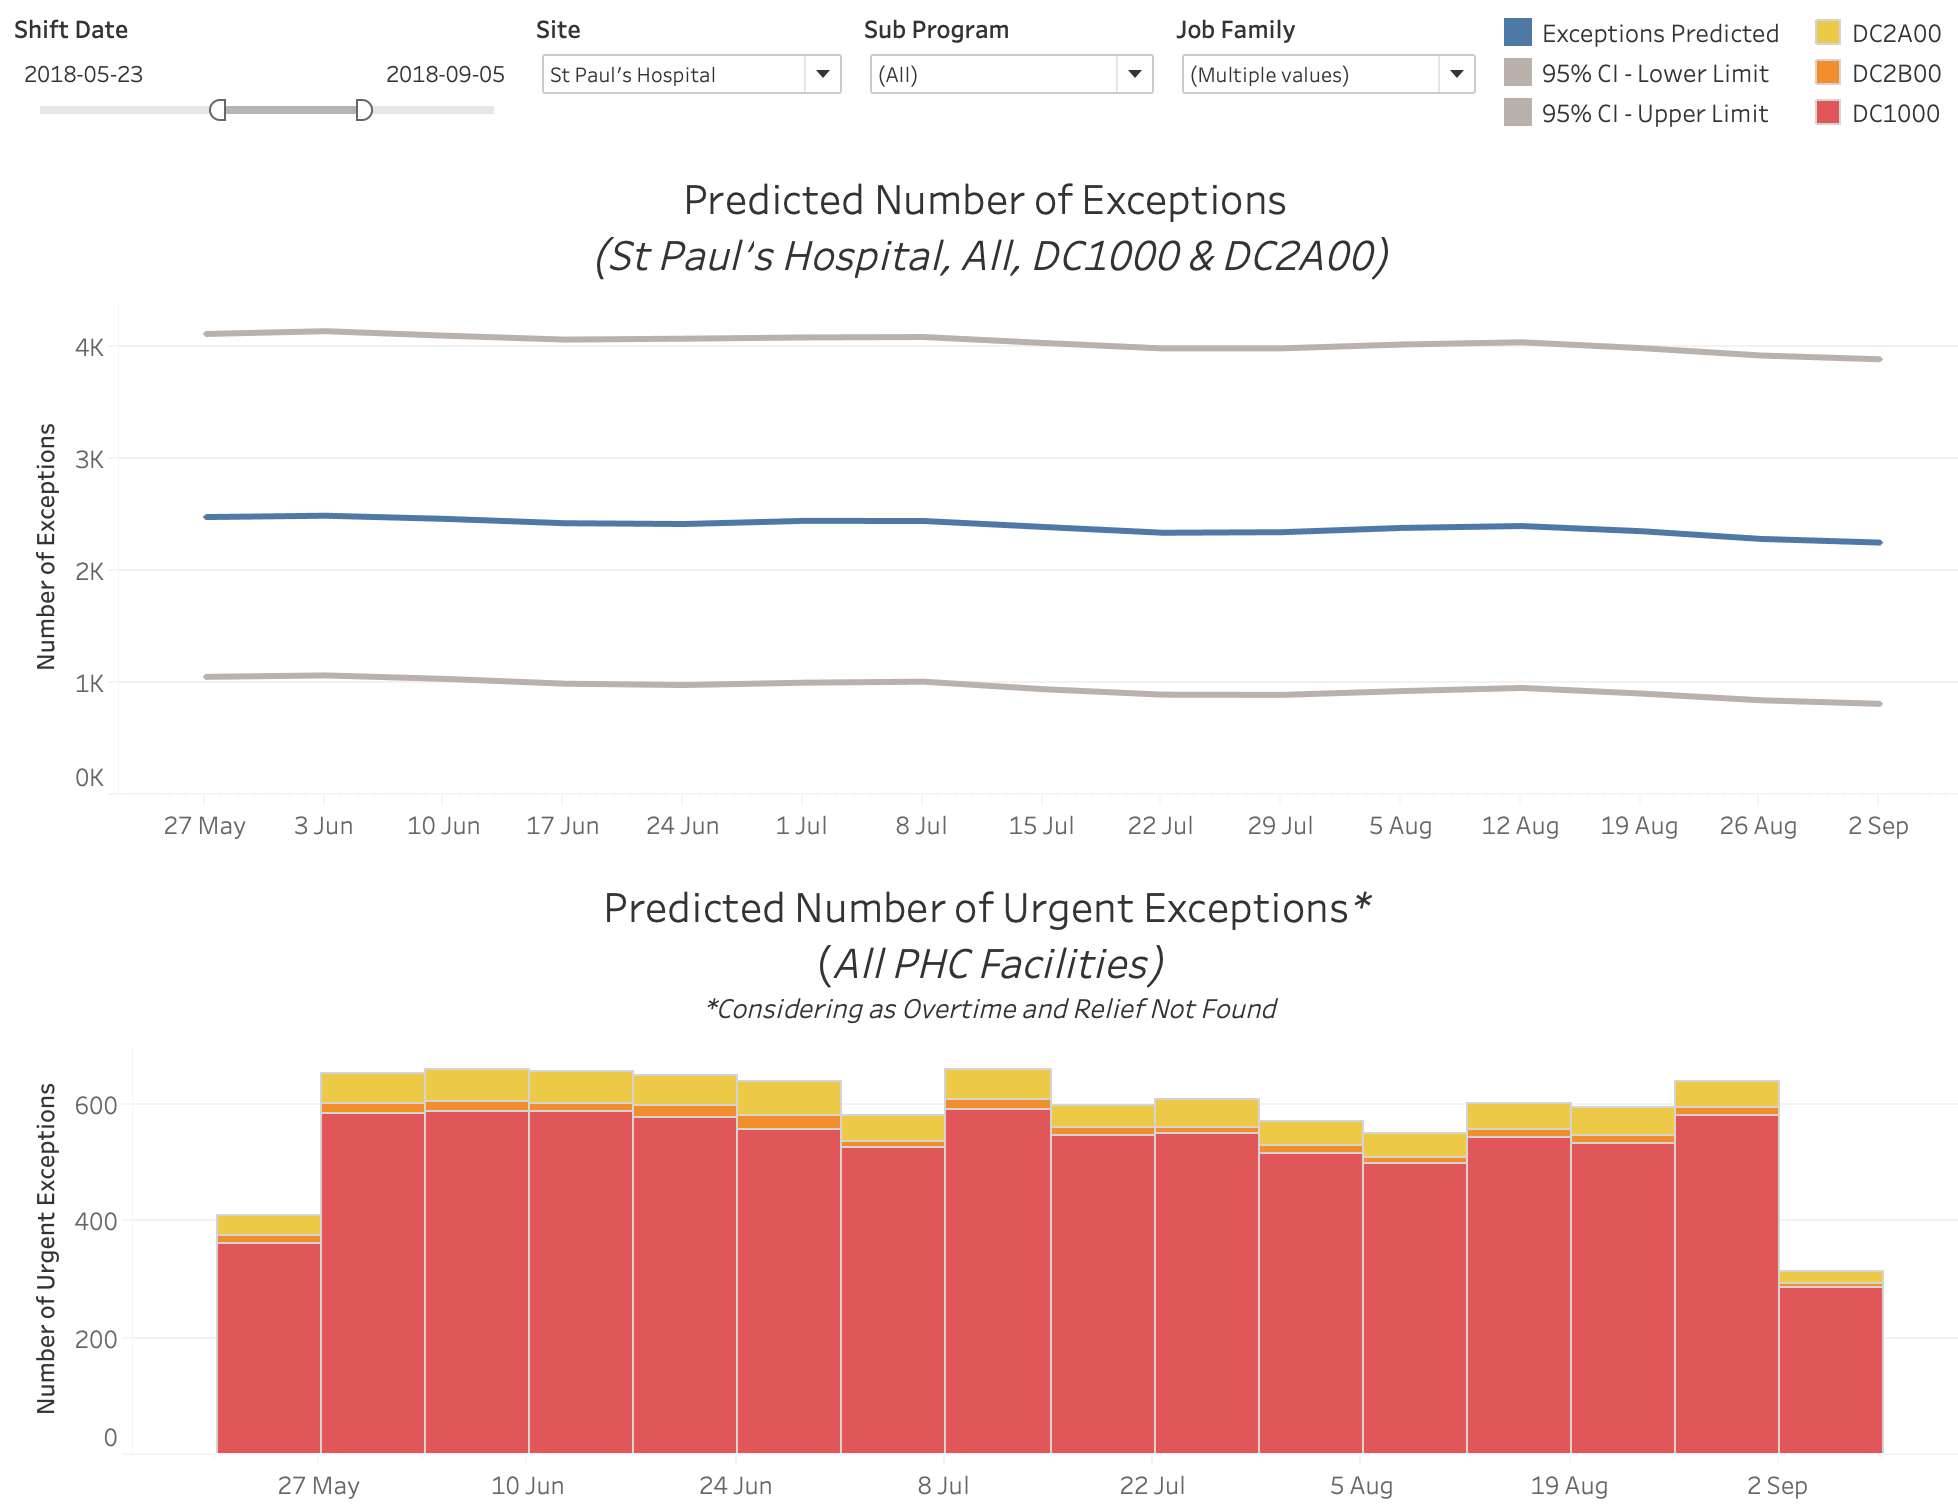 Shift Date
2018-05-23 2018-09-05
Site
St Paul's Hospital
Sub Program
(All)
Job Family
(Multiple values)
Exceptions Predicted
95% CI - Lower Limit
95% CI - Upper Limit
DC2A00
DC2B00
DC1000
Predicted Number of Exceptions
(St Paul's Hospital, All, DC1000 & DC2A00)
Number of Exceptions
4K
3K
2K
1K
0K
27 May 3 Jun 10 Jun 17 Jun 24 Jun 1 Jul 8 Jul 15 Jul 22 Jul 29 Jul 5 Aug 12 Aug 19 Aug 26 Aug 2 Sep
Predicted Number of Urgent Exceptions*
(All PHC Facilities)
*Considering as Overtime and Relief Not Found
Number of Urgent Exceptions
600
400
200
0
27 May 10 Jun 24 Jun 8 Jul 22 Jul 5 Aug 19 Aug 2 Sep